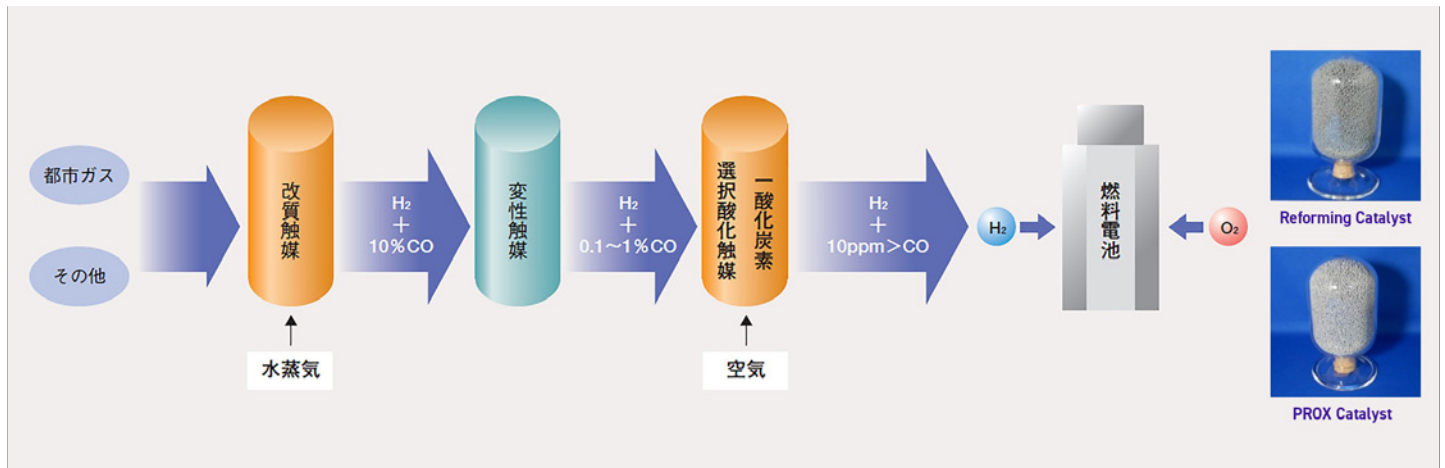 都市ガス
その他
改質触媒
水蒸気
H₂
+
10%CO
変性触媒
H₂
+
0.1〜1%CO
一酸化炭素
選択酸化触媒
空気
H₂
+
10ppm>CO
H₂
燃料電池
O₂
Reforming Catalyst
PROX Catalyst